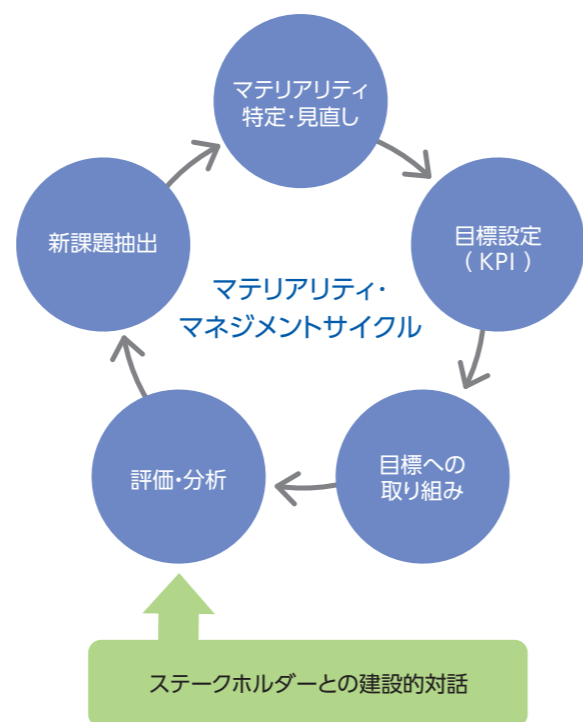 マテリアリティ
特定・見直し
目標設定
( KPI )
目標への
取り組み
評価・分析
新課題抽出
マテリアリティ・
マネジメントサイクル
ステークホルダーとの建設的対話